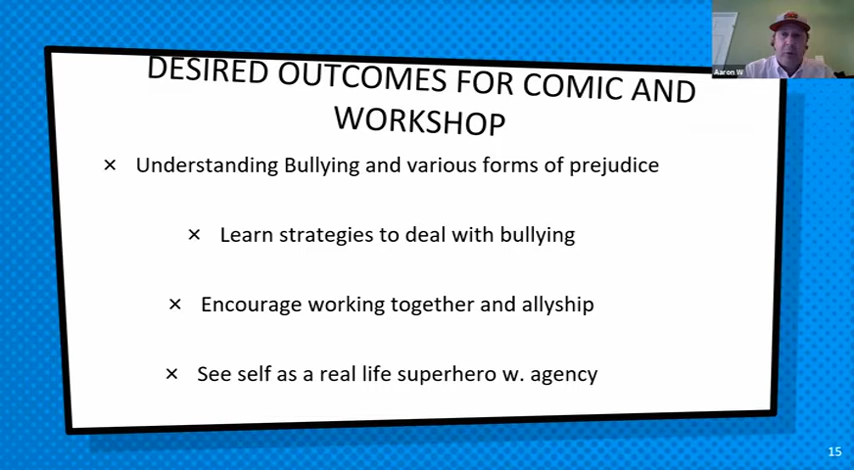 DESIRED OUTCOMES FOR COMIC AND
WORKSHOP
× Understanding Bullying and various forms of prejudice
× Learn strategies to deal with bullying
× Encourage working together and allyship
× See self as a real life superhero w. agency
Aaron W
15